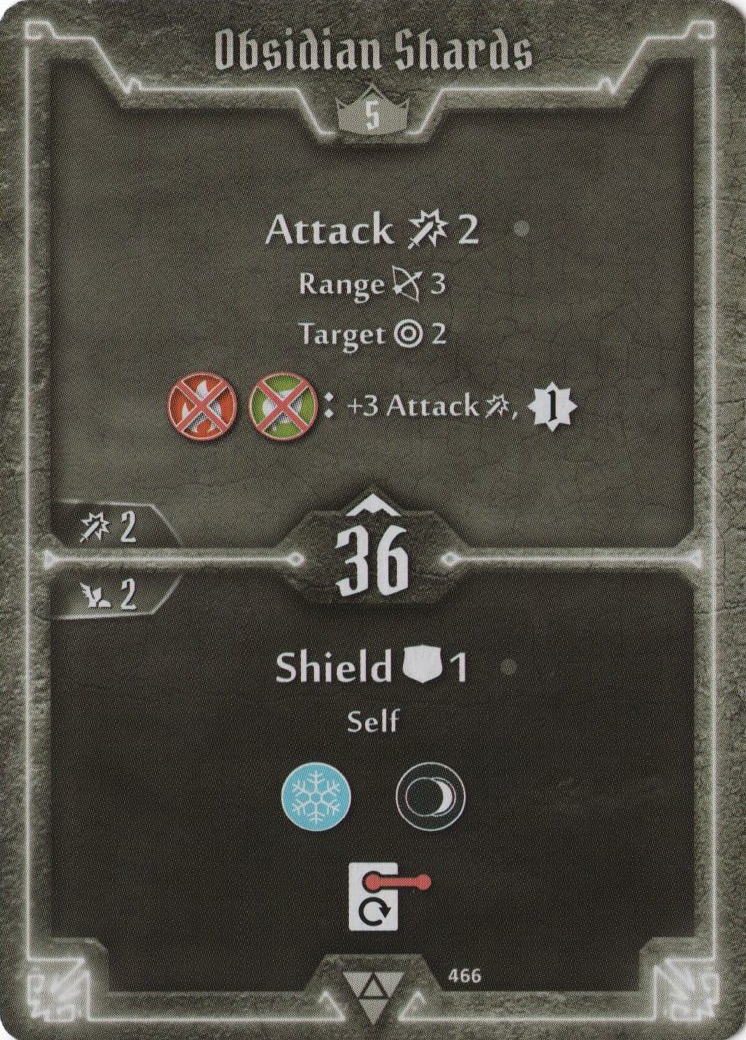 Obsidian Shards
5
Attack 2
Range 3
Target 2
: +3 Attack , 1
2
36
2
Shield 1
Self
466